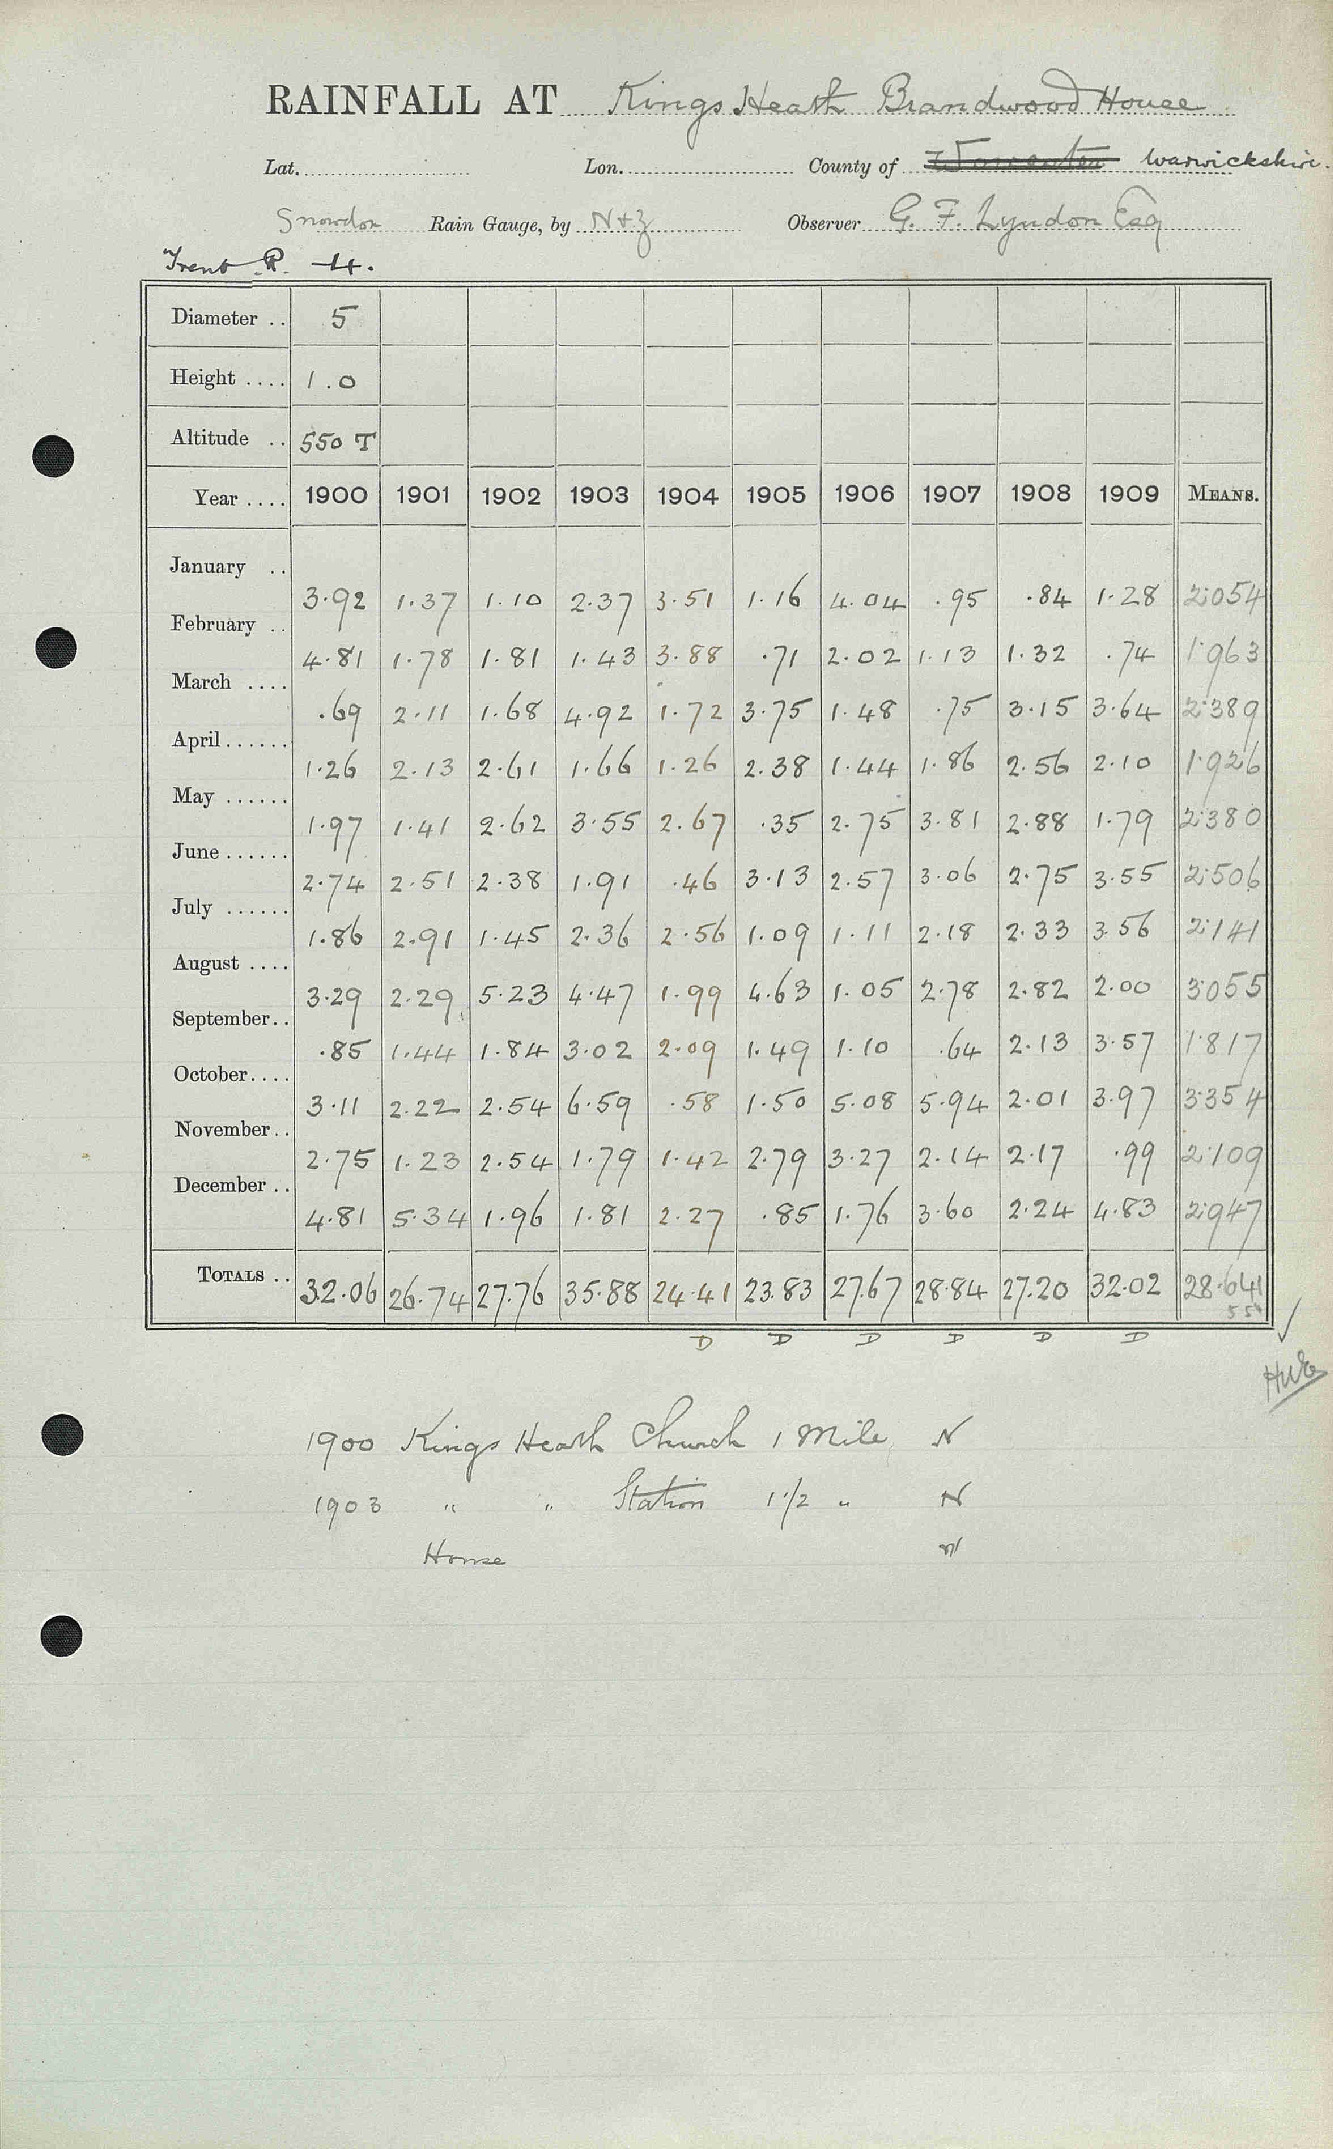 RAINFALL AT Kings Heath Brandwood House
Lat. Lon. County of Worcester Warwickshire.
Snowdon Rain Gauge, by N+Z Observer G. F. Lyndon Esq
Trent R. 4.
Diameter .. 5
Height .... 1.0
Altitude .. 550 T
Year .... 1900 1901 1902 1903 1904 1905 1906 1907 1908 1909 MEANS.
January .. 3.92 1.37 1.10 2.37 3.51 1.16 4.04 .95 .84 1.28 2.054
February .. 4.81 1.78 1.81 1.43 3.88 .71 2.02 1.13 1.32 .74 1.963
March .... .69 2.11 1.68 4.92 1.72 3.75 1.48 .75 3.15 3.64 2.389
April ...... 1.26 2.13 2.61 1.66 1.26 2.38 1.44 1.86 2.56 2.10 1.926
May ...... 1.97 1.41 2.62 3.55 2.67 .35 2.75 3.81 2.88 1.79 2.380
June ...... 2.74 2.51 2.38 1.91 .46 3.13 2.57 3.06 2.75 3.55 2.506
July ...... 1.86 2.91 1.45 2.36 2.56 1.09 1.11 2.18 2.33 3.56 2.141
August .... 3.29 2.29 5.23 4.47 1.99 4.63 1.05 2.78 2.82 2.00 3.055
September.. .85 1.44 1.84 3.02 2.09 1.49 1.10 .64 2.13 3.57 1.817
October.... 3.11 2.22 2.54 6.59 .58 1.50 5.08 5.94 2.01 3.97 3.354
November.. 2.75 1.23 2.54 1.79 1.42 2.79 3.27 2.14 2.17 .99 2.109
December .. 4.81 5.34 1.96 1.81 2.27 .85 1.76 3.60 2.24 4.83 2.947
TOTALS .. 32.06 26.74 27.76 35.88 24.41 23.83 27.67 28.84 27.20 32.02 28.641
D D D D D D
1900 Kings Heath Church 1 Mile N
1903 " " Station 1 1/2 " N
House N